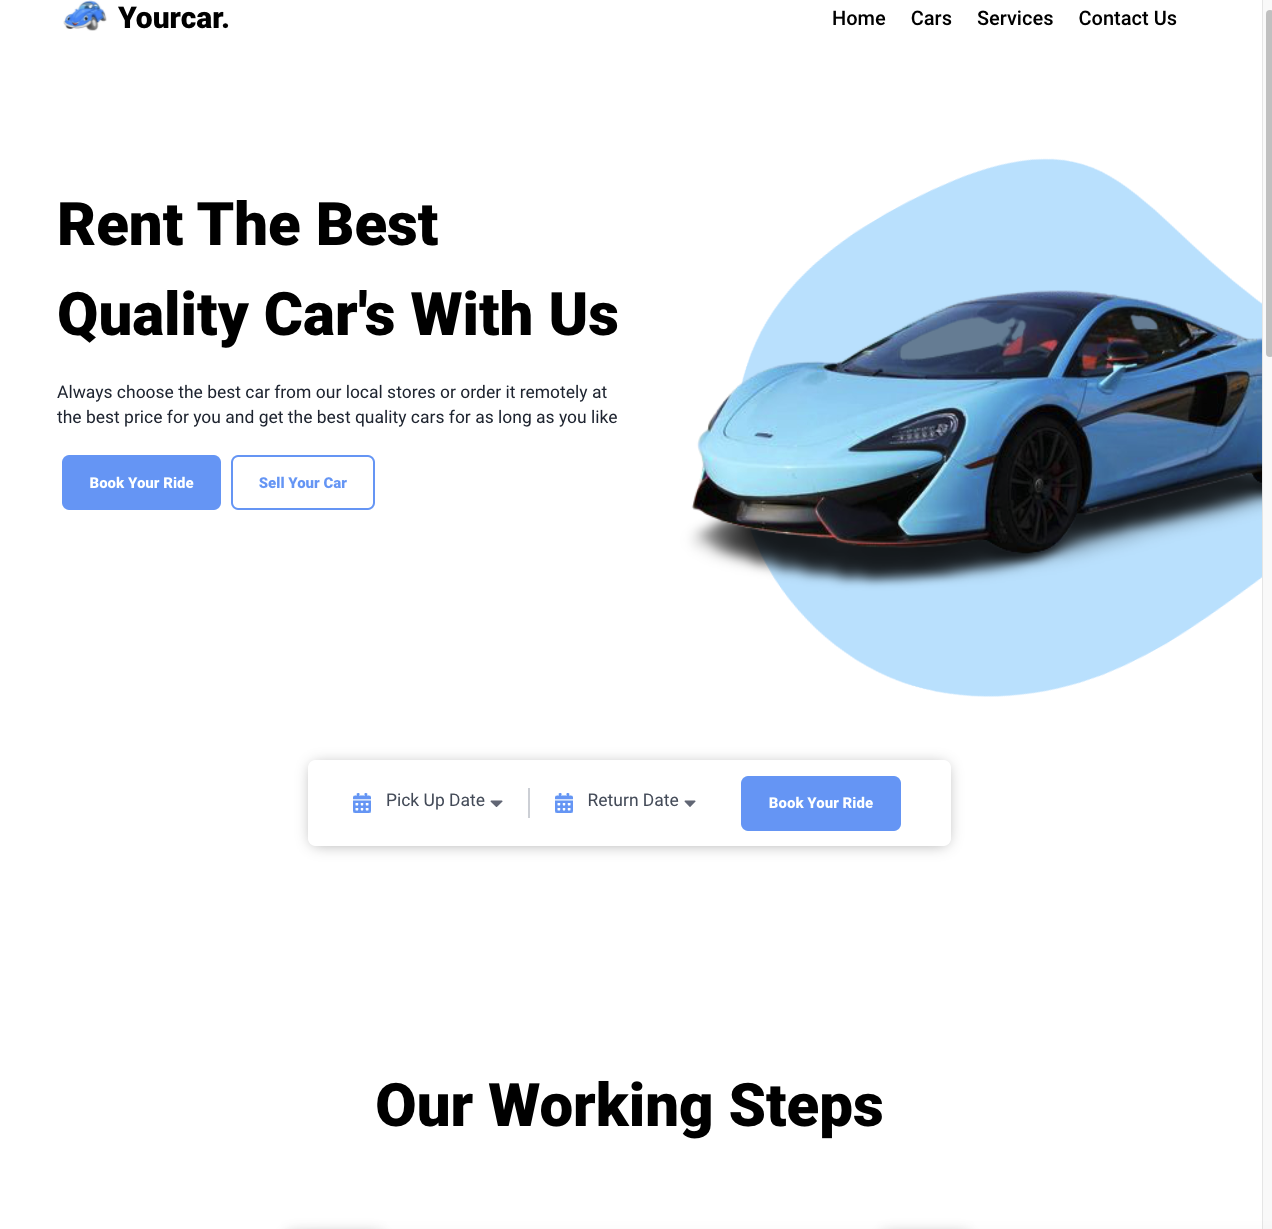 Yourcar.
Home Cars Services Contact Us
Rent The Best
Quality Car's With Us
Always choose the best car from our local stores or order it remotely at
the best price for you and get the best quality cars for as long as you like
Book Your Ride Sell Your Car
Pick Up Date Return Date Book Your Ride
Our Working Steps